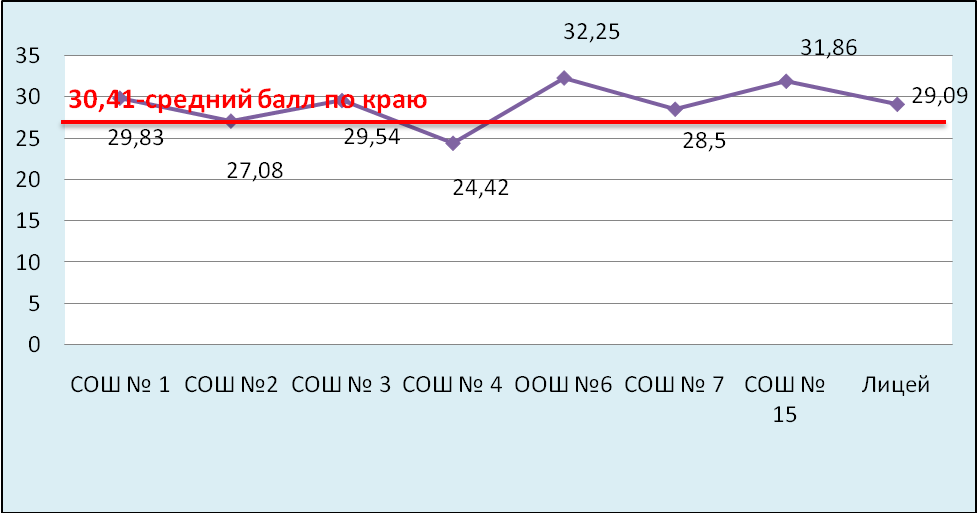 32,25
31,86
35
30
25
20
15
10
5
0
30,41-средний балл по краю
29,09
29,83
29,54
28,5
27,08
24,42
СОШ № 1
СОШ №2
СОШ № 3
СОШ № 4
ООШ №6
СОШ № 7
СОШ №
15
Лицей